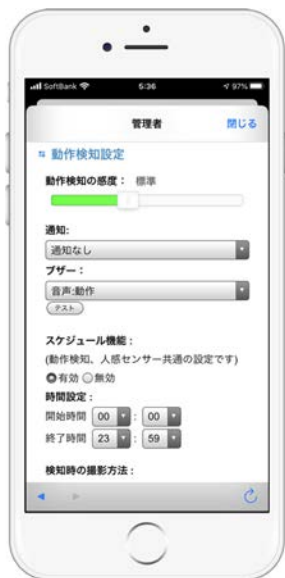 SoftBank 5:36 97%
管理者 閉じる
動作検知設定
動作検知の感度： 標準
通知:
通知なし
ブザー：
音声:動作
テスト
スケジュール機能：
(動作検知、人感センサー共通の設定です)
有効 無効
時間設定：
開始時間 00 : 00
終了時間 23 : 59
検知時の撮影方法：